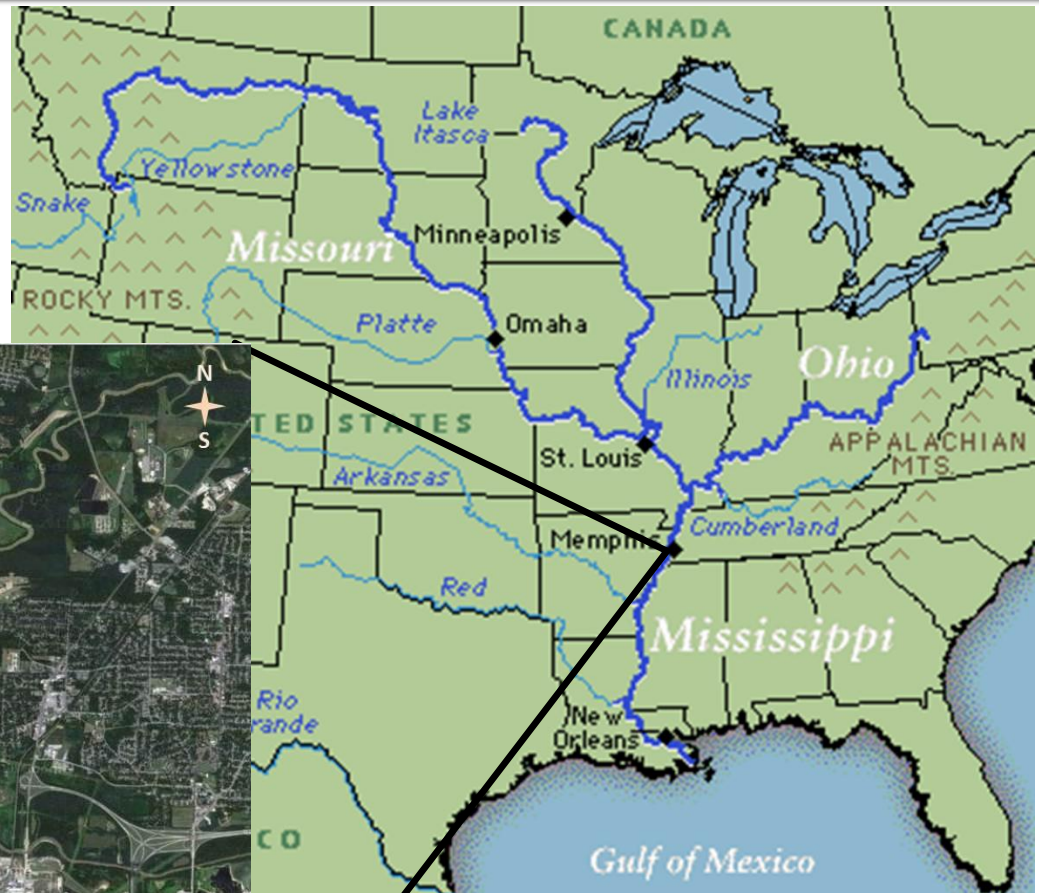 CANADA
Lake
Itasca
Yellowstone
Snake
Minneapolis
Missouri
ROCKY MTS.
Platte
Omaha
Ohio
Illinois
N
S
TED STATES
APPALACHIAN
MTS.
St. Louis
Arkansas
Cumberland
Memphis
Red
Mississippi
Rio
rande
New
Orleans
CO
Gulf of Mexico